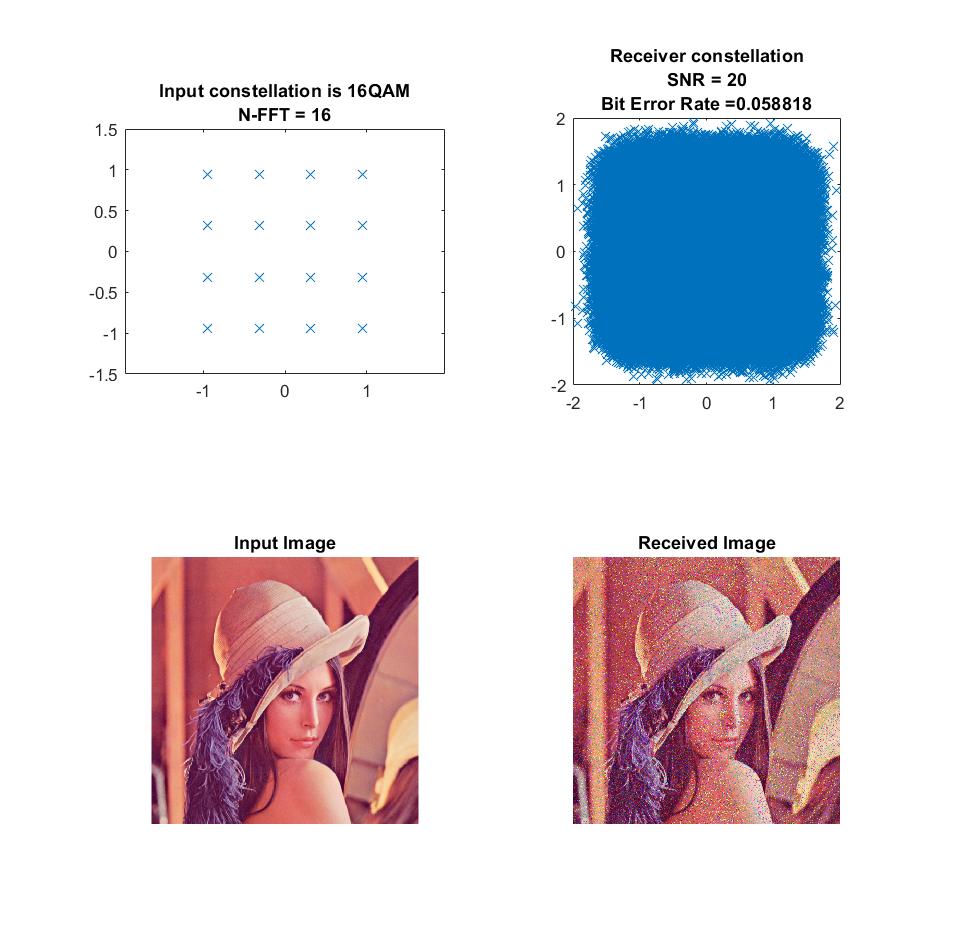 Input constellation is 16QAM
N-FFT = 16
1.5
1
0.5
0
-0.5
-1
-1.5
-1 0 1
Receiver constellation
SNR = 20
Bit Error Rate =0.058818
2
1
0
-1
-2
-2 -1 0 1 2
Input Image
Received Image